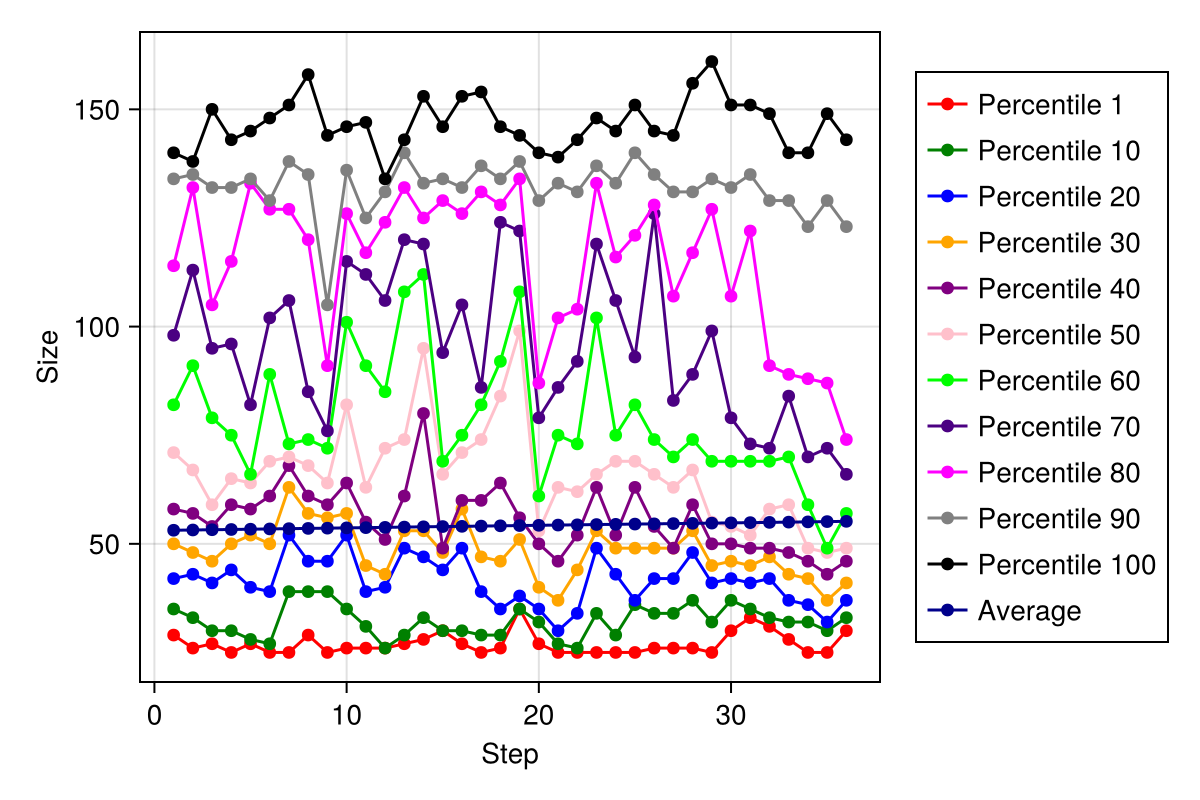 150
100
50
Size
0
10
20
30
Step
Percentile 1
Percentile 10
Percentile 20
Percentile 30
Percentile 40
Percentile 50
Percentile 60
Percentile 70
Percentile 80
Percentile 90
Percentile 100
Average